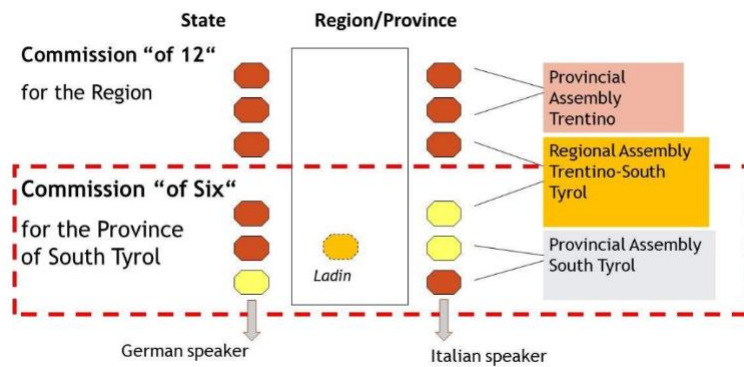 State
Region/Province
Commission “of 12“
for the Region
Provincial
Assembly
Trentino
Regional Assembly
Trentino-South
Tyrol
Commission “of Six“
for the Province
of South Tyrol
Ladin
Provincial Assembly
South Tyrol
German speaker
Italian speaker